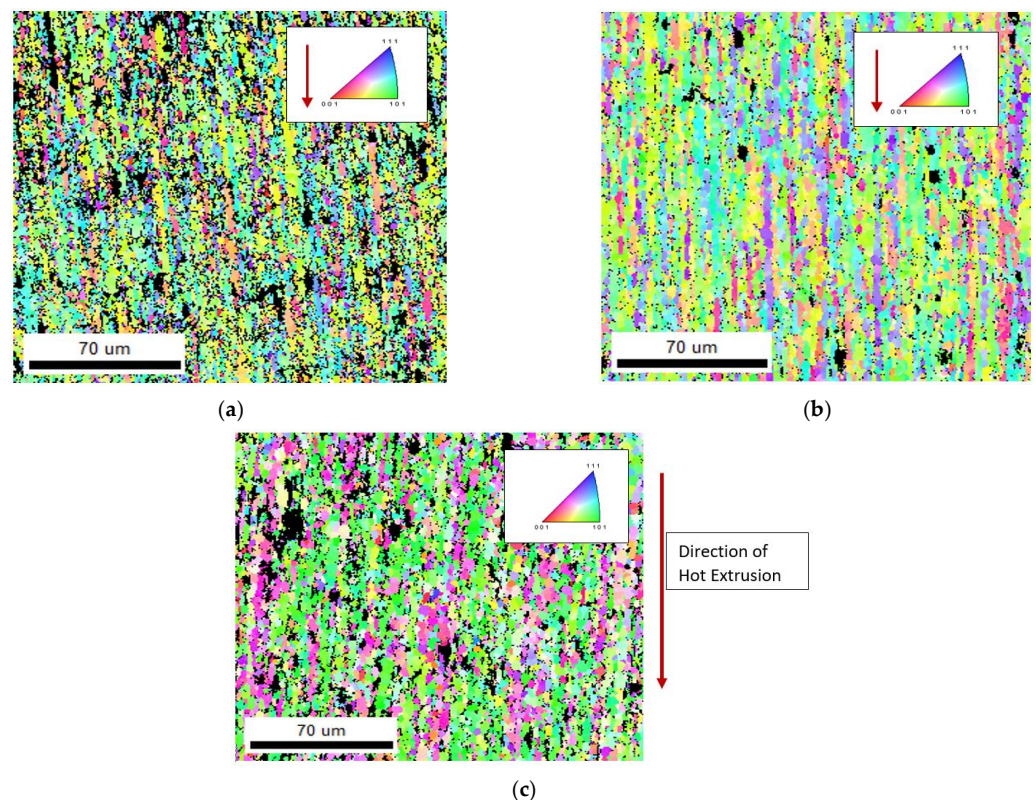 111
001
101
70 um
(a)
111
001
101
70 um
(b)
111
001
101
Direction of
Hot Extrusion
70 um
(c)